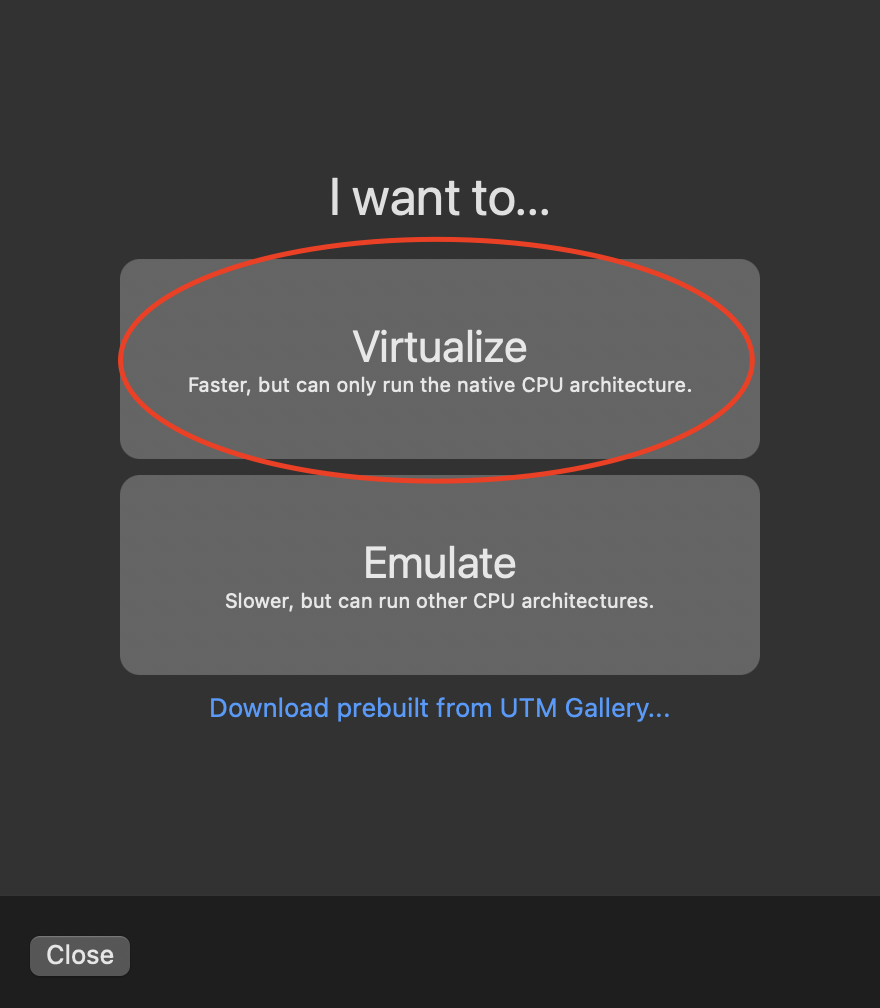 I want to...
Virtualize
Faster, but can only run the native CPU architecture.
Emulate
Slower, but can run other CPU architectures.
Download prebuilt from UTM Gallery...
Close